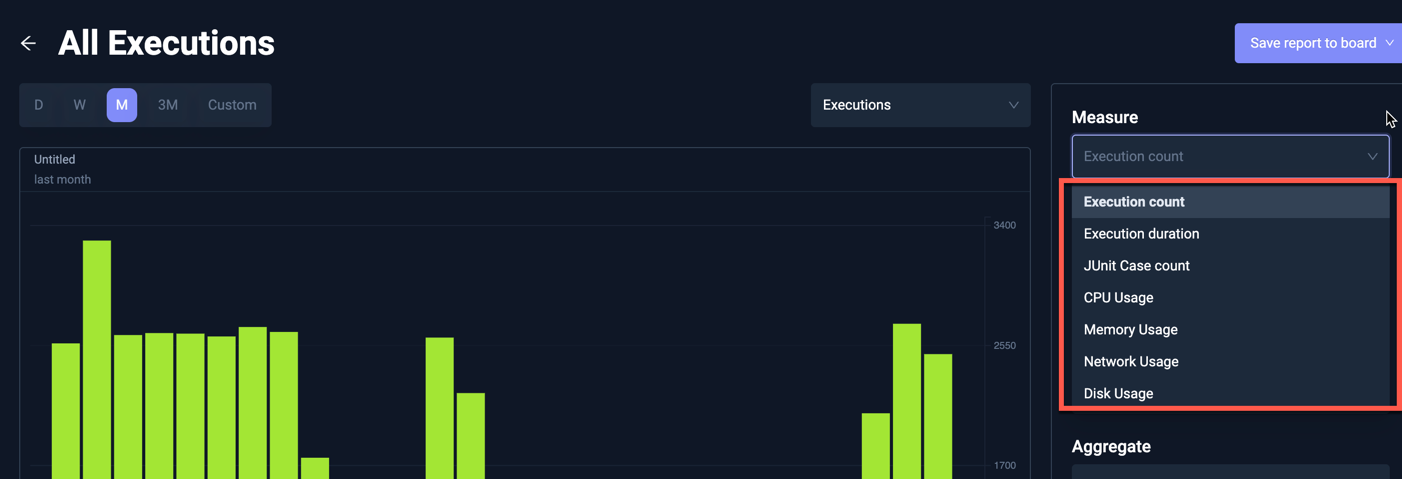 All Executions
Save report to board
D W M 3M Custom
Executions
Measure
Execution count
Untitled
last month
Execution count
Execution duration
JUnit Case count
CPU Usage
Memory Usage
Network Usage
Disk Usage
3400
2550
1700
Aggregate